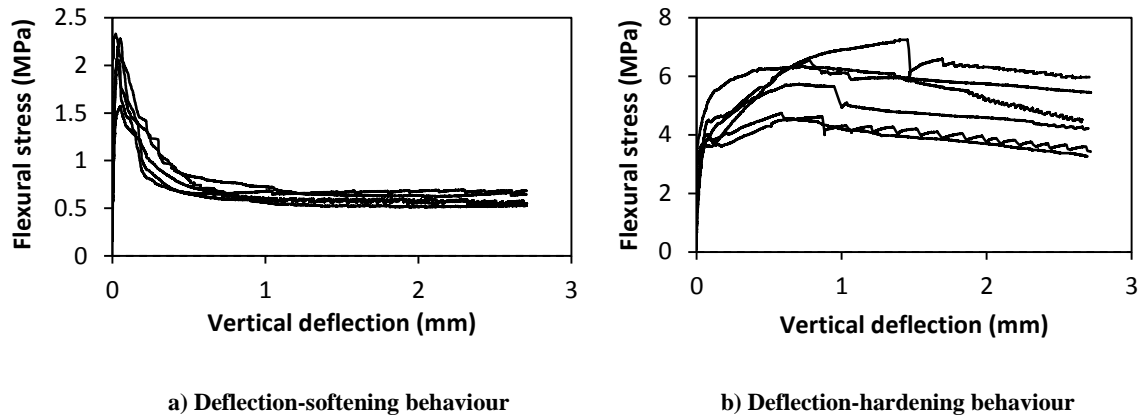 Flexural stress (MPa)
2.5
2
1.5
1
0.5
0
0 1 2 3
Vertical deflection (mm)
a) Deflection-softening behaviour
Flexural stress (MPa)
8
6
4
2
0
0 1 2 3
Vertical deflection (mm)
b) Deflection-hardening behaviour